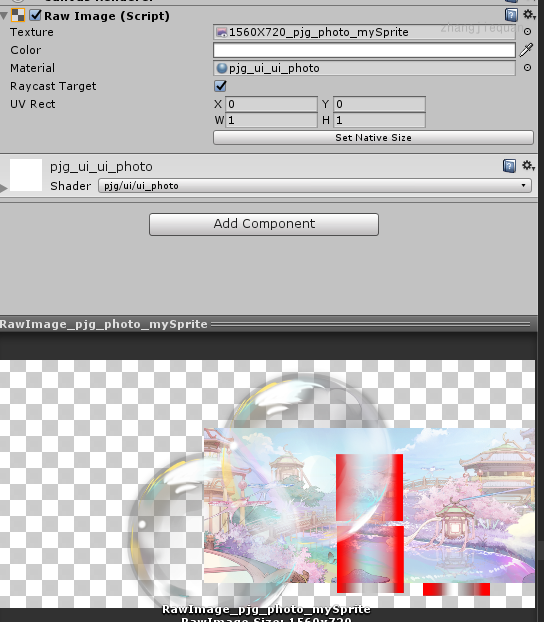 Raw Image (Script)
zhangjiequan
Texture
1560X720_pjg_photo_mySprite
Color
Material
pjg_ui_ui_photo
Raycast Target
UV Rect
X 0
Y 0
W 1
H 1
Set Native Size
pjg_ui_ui_photo
Shader
pjg/ui/ui_photo
Add Component
RawImage_pjg_photo_mySprite
RawImage_pjg_photo_mySprite
RawImage Size: 1560x720